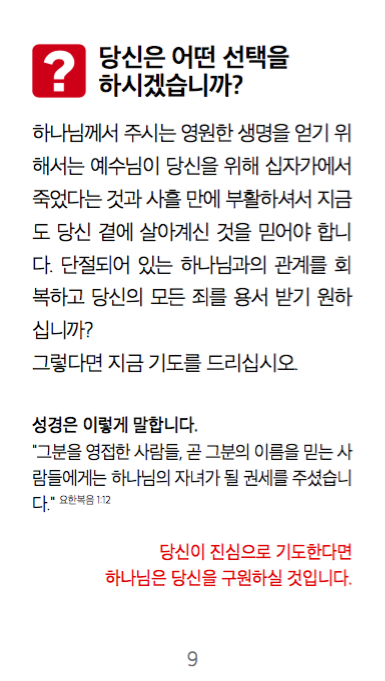 ?
당신은 어떤 선택을
하시겠습니까?
하나님께서 주시는 영원한 생명을 얻기 위
해서는 예수님이 당신을 위해 십자가에서
죽었다는 것과 사흘 만에 부활하셔서 지금
도 당신 곁에 살아계신 것을 믿어야 합니
다. 단절되어 있는 하나님과의 관계를 회
복하고 당신의 모든 죄를 용서 받기 원하
십니까?
그렇다면 지금 기도를 드리십시오.
성경은 이렇게 말합니다.
"그분을 영접한 사람들, 곧 그분의 이름을 믿는 사
람들에게는 하나님의 자녀가 될 권세를 주셨습니
다." 요한복음 1:12
당신이 진심으로 기도한다면
하나님은 당신을 구원하실 것입니다.
9